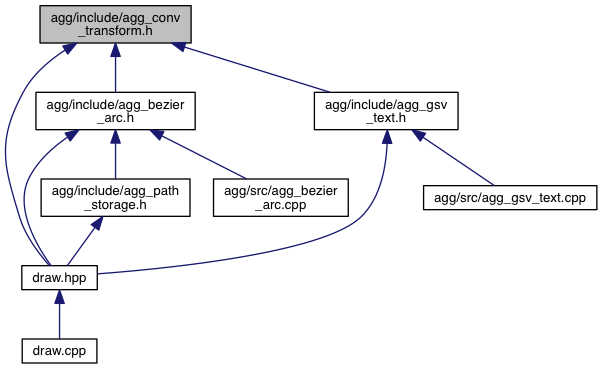 agg/include/agg_conv
_transform.h
agg/include/agg_bezier
_arc.h
agg/include/agg_gsv
_text.h
agg/include/agg_path
_storage.h
agg/src/agg_bezier
_arc.cpp
agg/src/agg_gsv_text.cpp
draw.hpp
draw.cpp